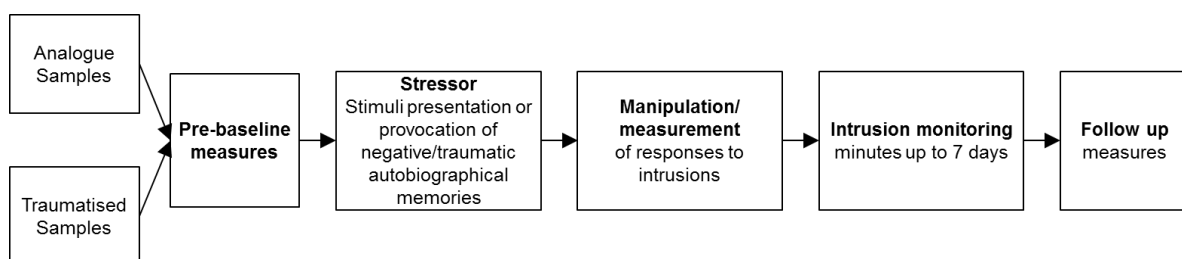 Analogue
Samples
Traumatised
Samples
Pre-baseline
measures
Stressor
Stimuli presentation or
provocation of
negative/traumatic
autobiographical
memories
Manipulation/
measurement
of responses to
intrusions
Intrusion monitoring
minutes up to 7 days
Follow up
measures